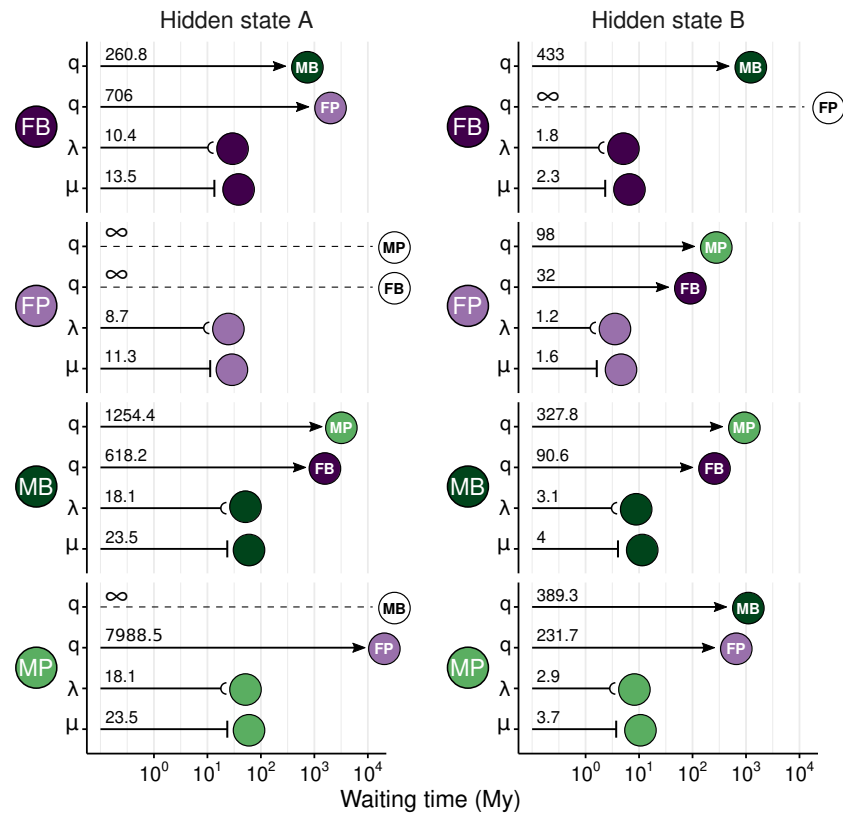 Hidden state A
Hidden state B
FB
q 260.8 MB
q 706 FP
λ 10.4
μ 13.5
FB
q 433 MB
q ∞ FP
λ 1.8
μ 2.3
FP
q ∞ MP
q ∞ FB
λ 8.7
μ 11.3
FP
q 98 MP
q 32 FB
λ 1.2
μ 1.6
MB
q 1254.4 MP
q 618.2 FB
λ 18.1
μ 23.5
MB
q 327.8 MP
q 90.6 FB
λ 3.1
μ 4
MP
q ∞ MB
q 7988.5 FP
λ 18.1
μ 23.5
MP
q 389.3 MB
q 231.7 FP
λ 2.9
μ 3.7
10⁰ 10¹ 10² 10³ 10⁴
10⁰ 10¹ 10² 10³ 10⁴
Waiting time (My)